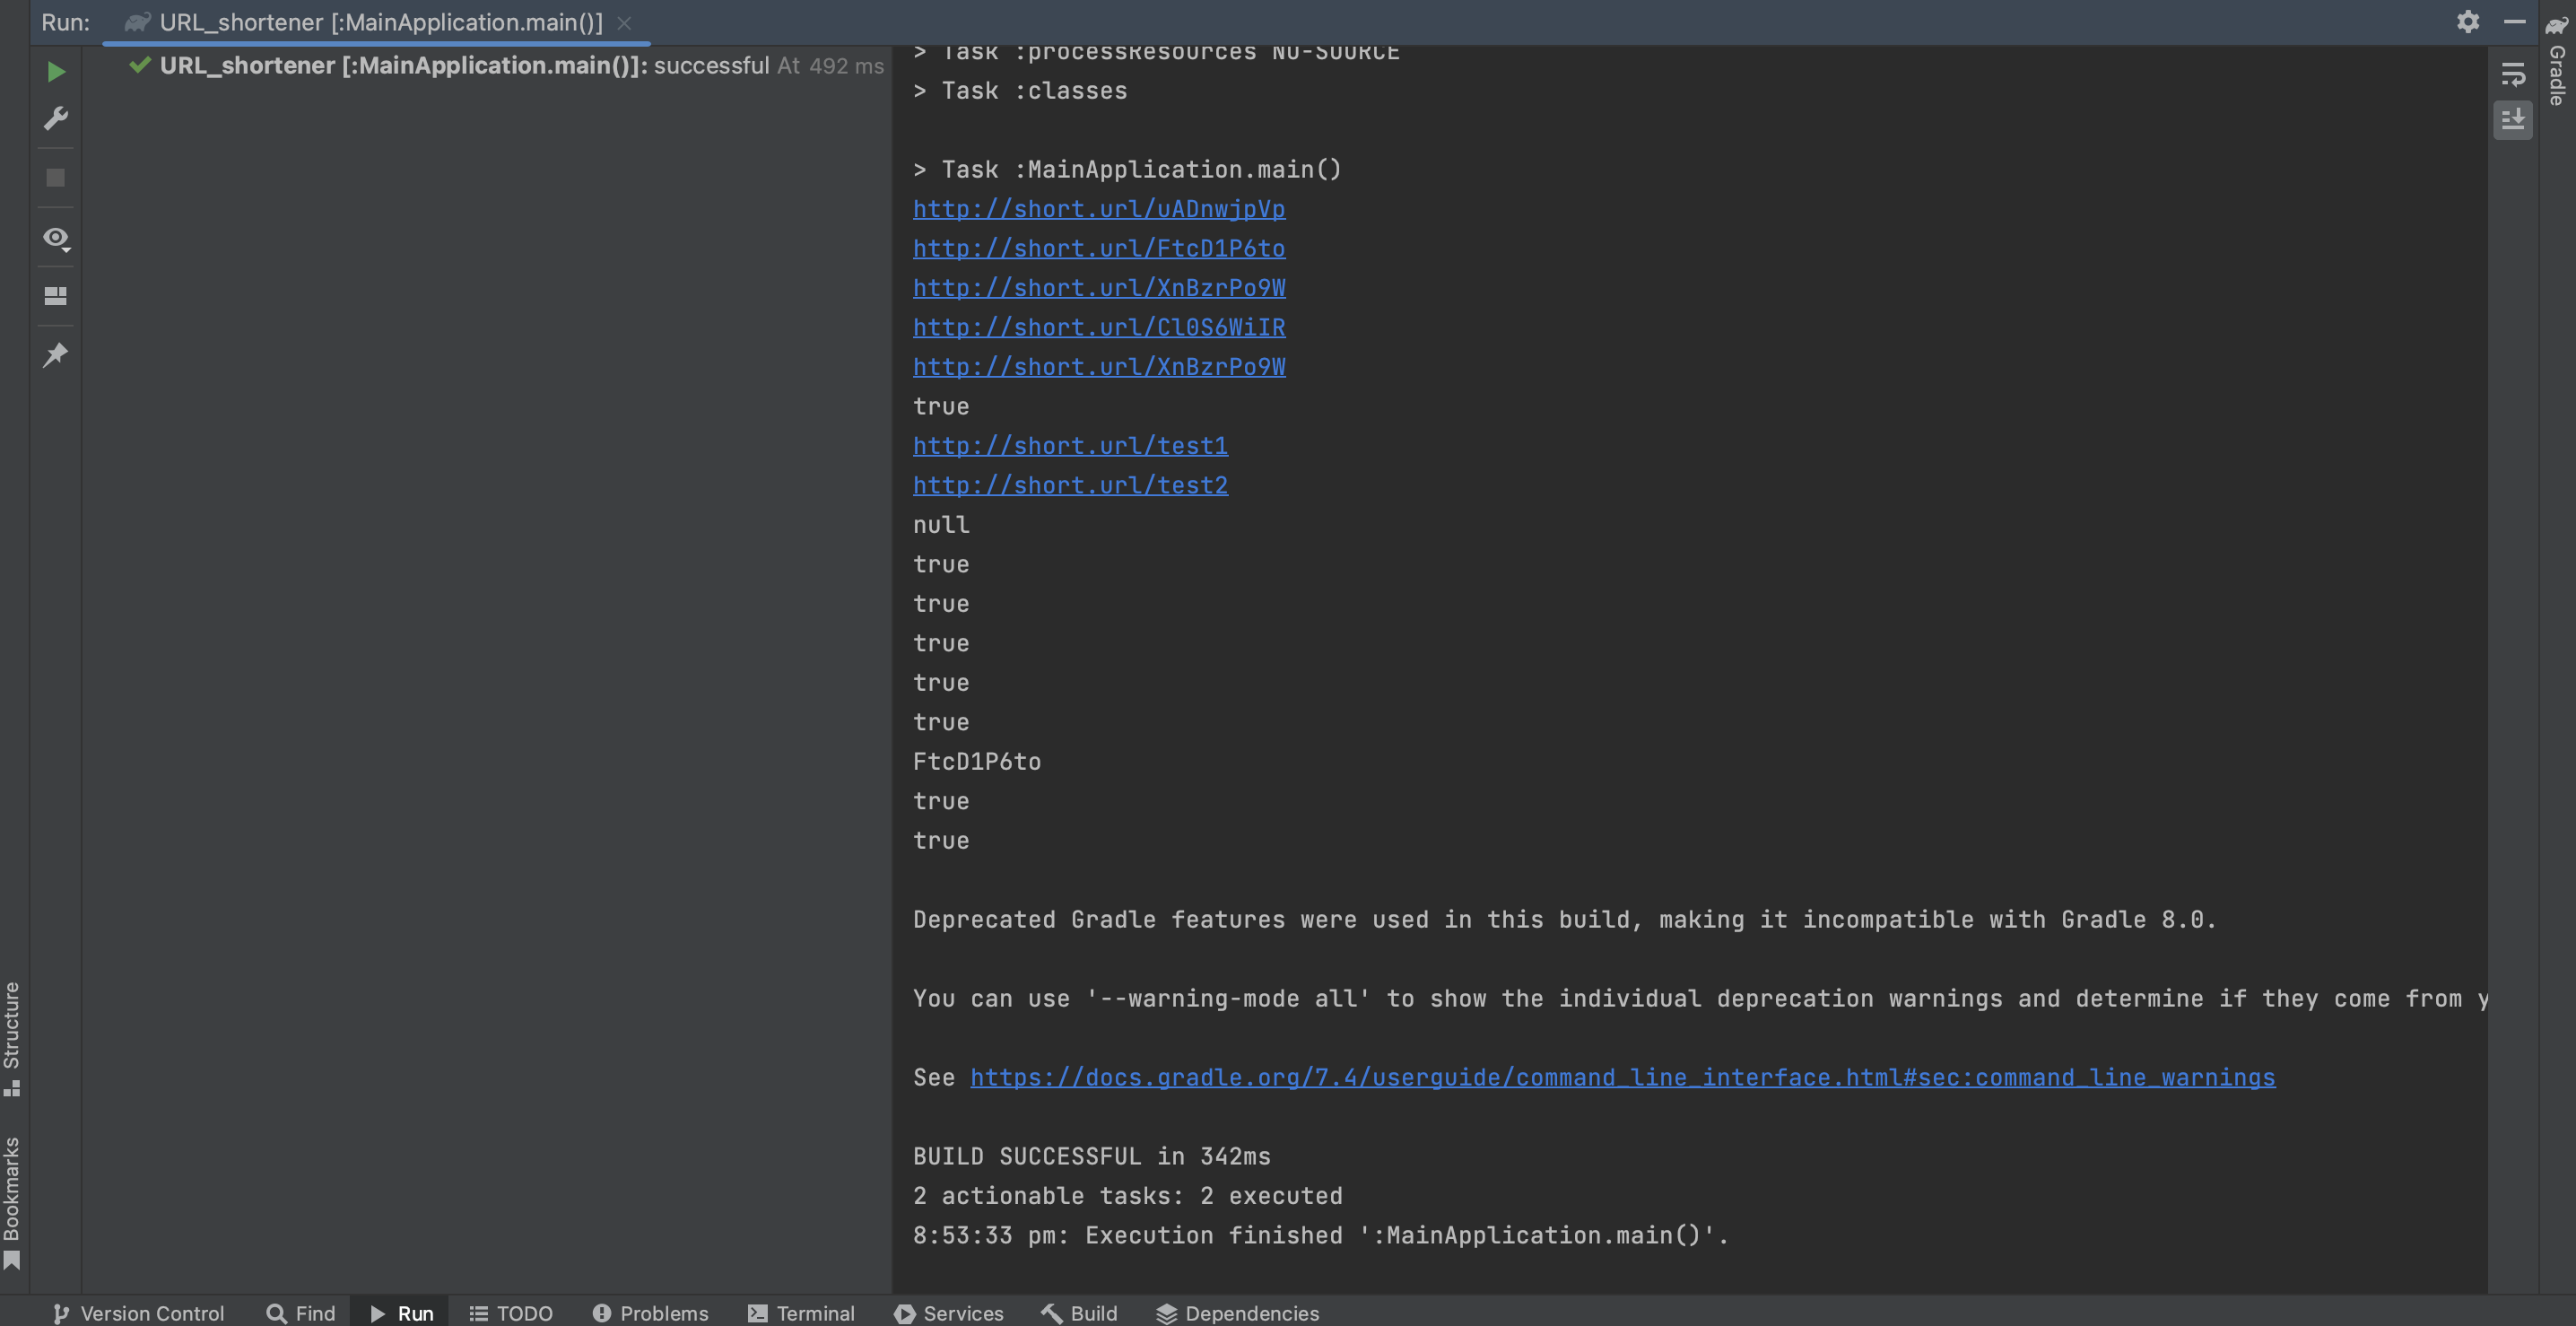 Run: URL_shortener [:MainApplication.main()]
URL_shortener [:MainApplication.main()]: successful At 492 ms
> Task :processResources NO-SOURCE
> Task :classes
> Task :MainApplication.main()
http://short.url/uADnwjpVp
http://short.url/FtcD1P6to
http://short.url/XnBzrPo9W
http://short.url/Cl0S6WiIR
http://short.url/XnBzrPo9W
true
http://short.url/test1
http://short.url/test2
null
true
true
true
true
true
FtcD1P6to
true
true
Deprecated Gradle features were used in this build, making it incompatible with Gradle 8.0.
You can use '--warning-mode all' to show the individual deprecation warnings and determine if they come from y
See https://docs.gradle.org/7.4/userguide/command_line_interface.html#sec:command_line_warnings
BUILD SUCCESSFUL in 342ms
2 actionable tasks: 2 executed
8:53:33 pm: Execution finished ':MainApplication.main()'.
Gradle
Structure
Bookmarks
Version Control Find Run TODO Problems Terminal Services Build Dependencies